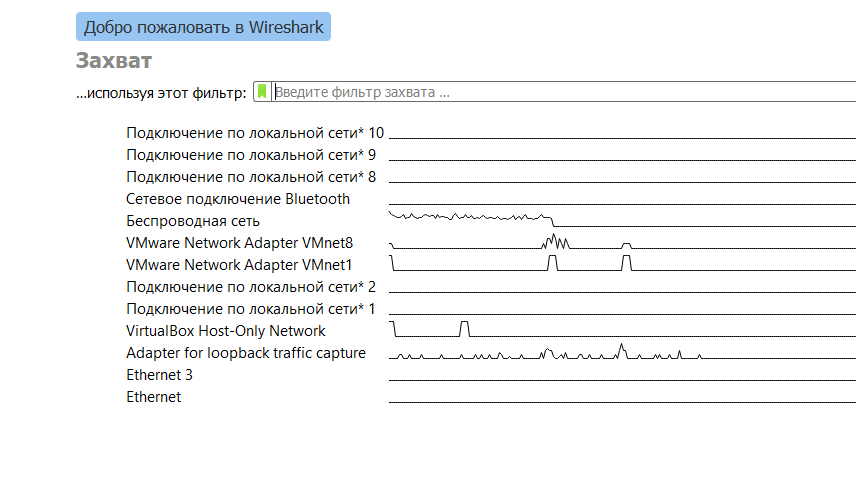 Добро пожаловать в Wireshark
Захват
...используя этот фильтр: Введите фильтр захвата ...
Подключение по локальной сети* 10
Подключение по локальной сети* 9
Подключение по локальной сети* 8
Сетевое подключение Bluetooth
Беспроводная сеть
VMware Network Adapter VMnet8
VMware Network Adapter VMnet1
Подключение по локальной сети* 2
Подключение по локальной сети* 1
VirtualBox Host-Only Network
Adapter for loopback traffic capture
Ethernet 3
Ethernet